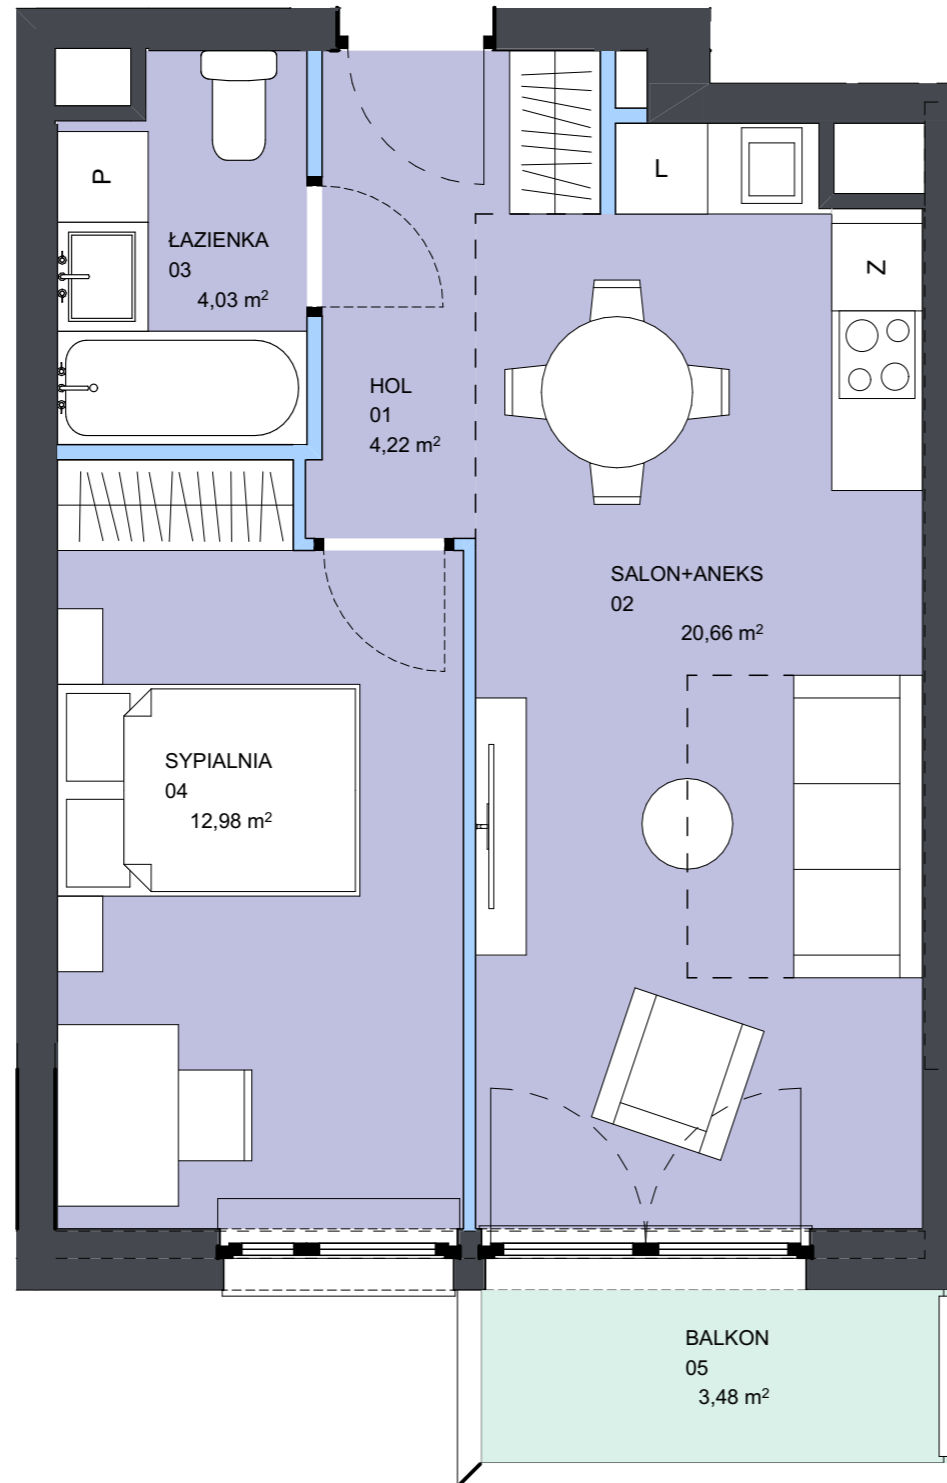 P
ŁAZIENKA
03
4,03 m²
L
Z
HOL
01
4,22 m²
SALON+ANEKS
02
20,66 m²
SYPIALNIA
04
12,98 m²
BALKON
05
3,48 m²